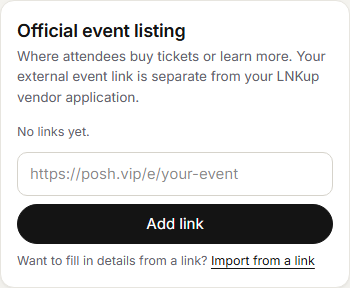 Official event listing
Where attendees buy tickets or learn more. Your
external event link is separate from your LNKup
vendor application.
No links yet.
https://posh.vip/e/your-event
Add link
Want to fill in details from a link? Import from a link